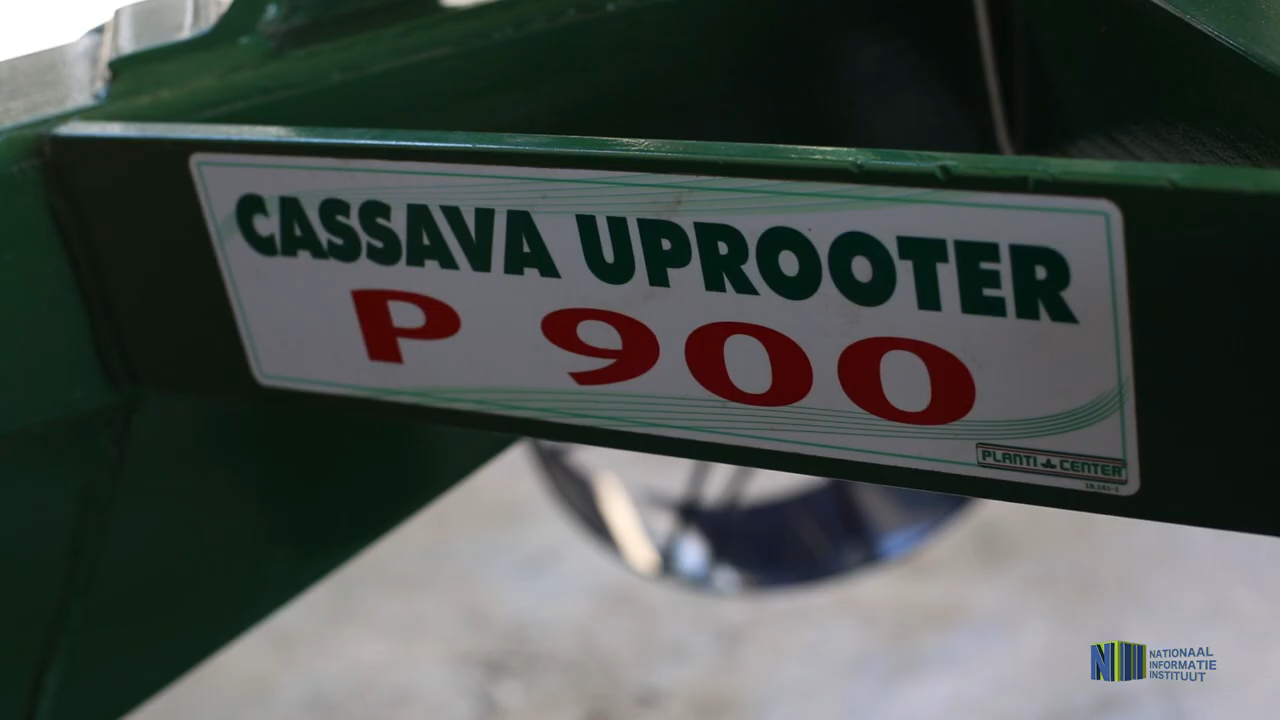 CASSAVA UPROOTER
P 900
PLANTI CENTER
NATIONAAL
INFORMATIE
INSTITUUT